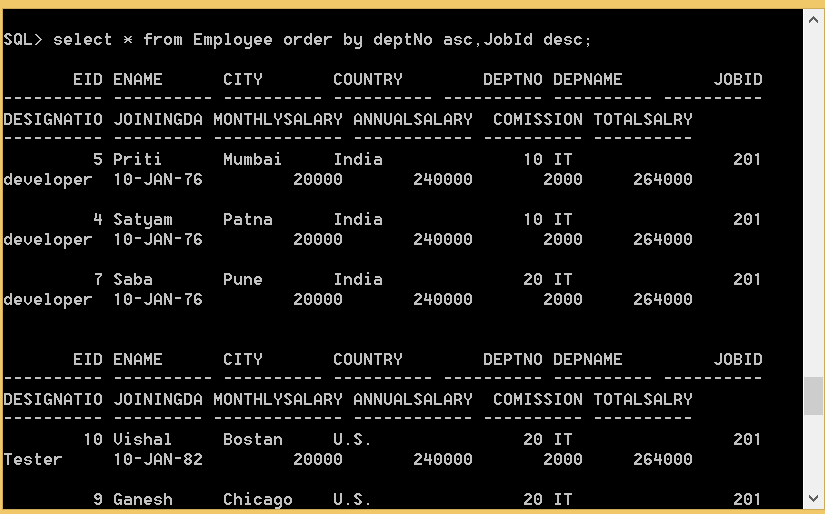 SQL> select * from Employee order by deptNo asc,JobId desc;
EID ENAME CITY COUNTRY DEPTNO DEPNAME JOBID
---------- ---------- ---------- ---------- ---------- ---------- ----------
DESIGNATIO JOININGDA MONTHLYSALARY ANNUALSALARY COMISSION TOTALSALRY
---------- --------- ------------- ------------ ---------- ----------
5 Priti Mumbai India 10 IT 201
developer 10-JAN-76 20000 240000 2000 264000
4 Satyam Patna India 10 IT 201
developer 10-JAN-76 20000 240000 2000 264000
7 Saba Pune India 20 IT 201
developer 10-JAN-76 20000 240000 2000 264000
EID ENAME CITY COUNTRY DEPTNO DEPNAME JOBID
---------- ---------- ---------- ---------- ---------- ---------- ----------
DESIGNATIO JOININGDA MONTHLYSALARY ANNUALSALARY COMISSION TOTALSALRY
---------- --------- ------------- ------------ ---------- ----------
10 Vishal Bostan U.S. 20 IT 201
Tester 10-JAN-82 20000 240000 2000 264000
9 Ganesh Chicago U.S. 20 IT 201